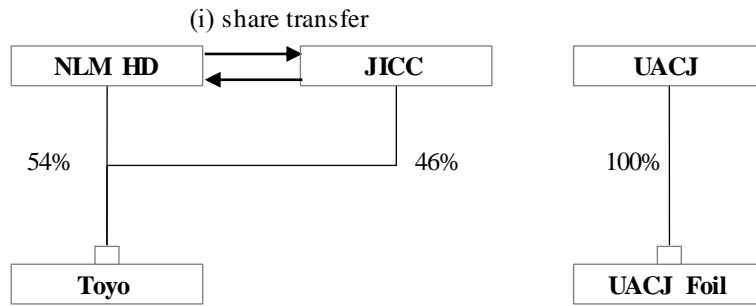 (i) share transfer
NLM HD JICC UACJ
54% 46% 100%
Toyo UACJ Foil